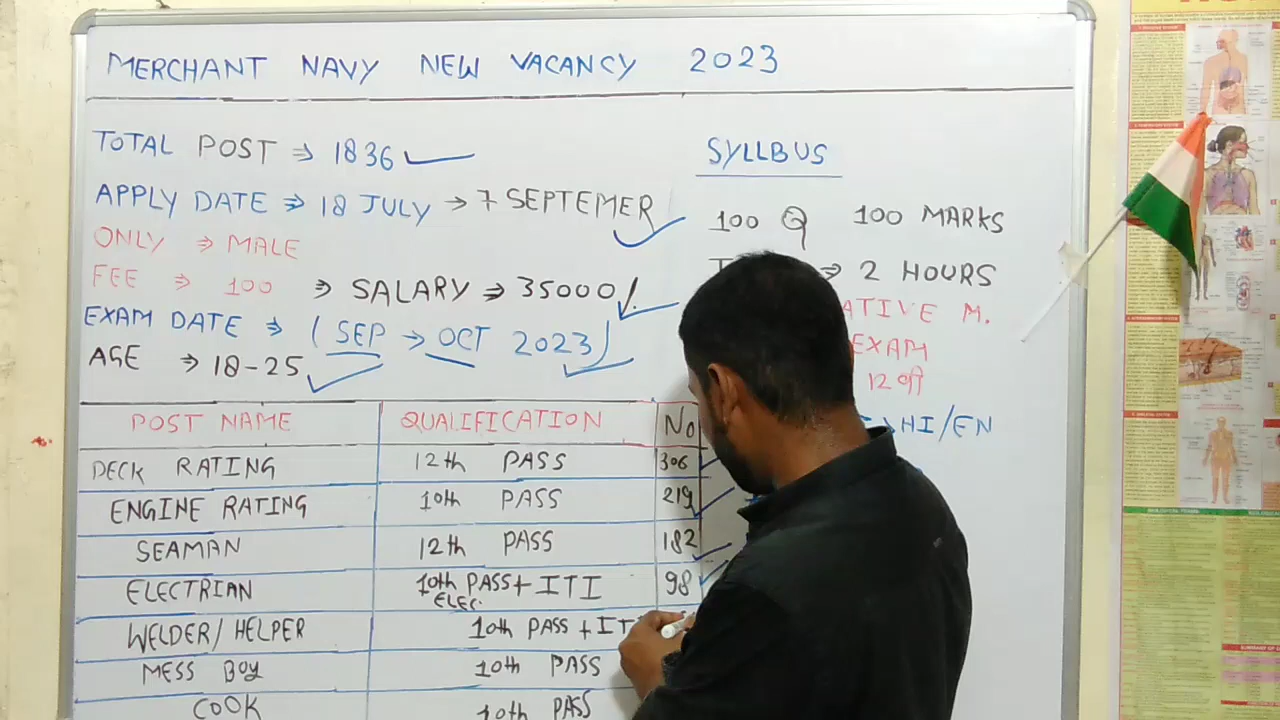 MERCHANT NAVY NEW VACANCY 2023
TOTAL POST ⇒ 1836
APPLY DATE ⇒ 18 JULY → 7 SEPTEMER
ONLY ⇒ MALE
FEE ⇒ 100 ⇒ SALARY ⇒ 35000/.
EXAM DATE ⇒ (SEP → OCT 2023)
AGE → 18-25
SYLLBUS
100 Q 100 MARKS
⇒ 2 HOURS
ATIVE M.
EXAM
12वी
HI/EN
POST NAME QUALIFICATION No
DECK RATING 12th PASS 306
ENGINE RATING 10th PASS 219
SEAMAN 12th PASS 182
ELECTRIAN 10th PASS + ITI 98
ELEC.
WELDER/HELPER 10th PASS + IT
MESS BOY 10th PASS
COOK 10th PASS